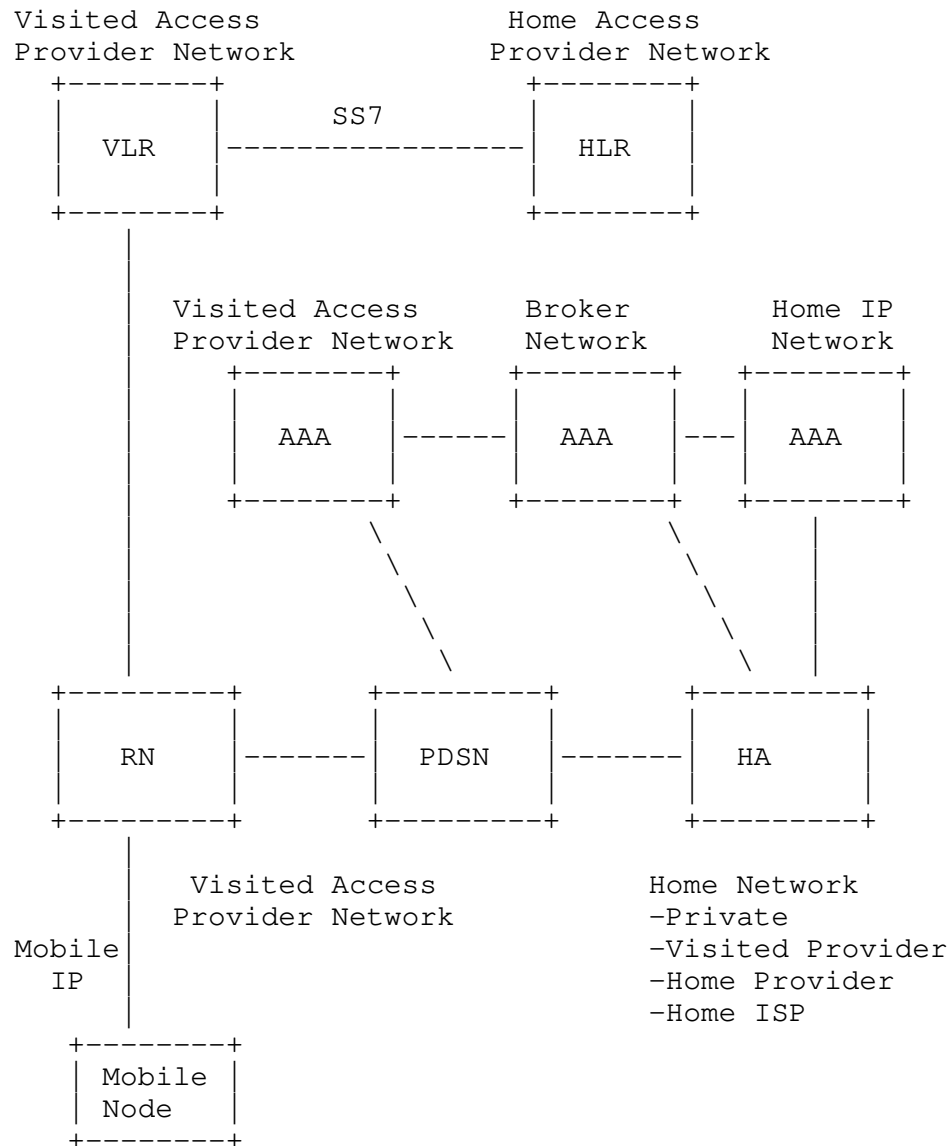 Visited Access Home Access
Provider Network Provider Network
SS7
VLR HLR
Visited Access Broker Home IP
Provider Network Network Network
AAA AAA AAA
RN PDSN HA
Visited Access Home Network
Provider Network -Private
Mobile -Visited Provider
IP -Home Provider
-Home ISP
Mobile
Node